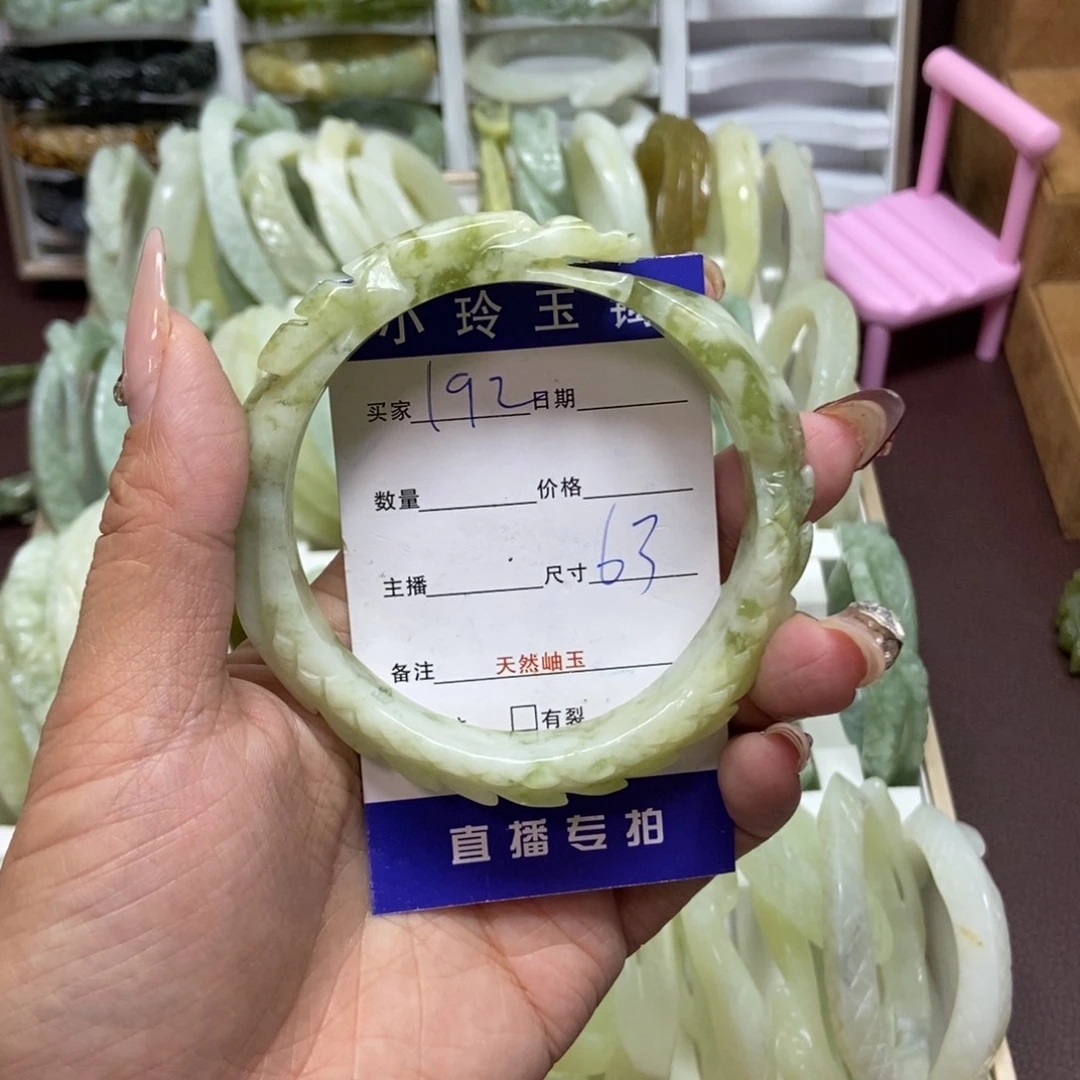 小玲玉
买家 192 日期
数量 价格
主播 尺寸 63
备注 天然岫玉
□有裂
直播专拍